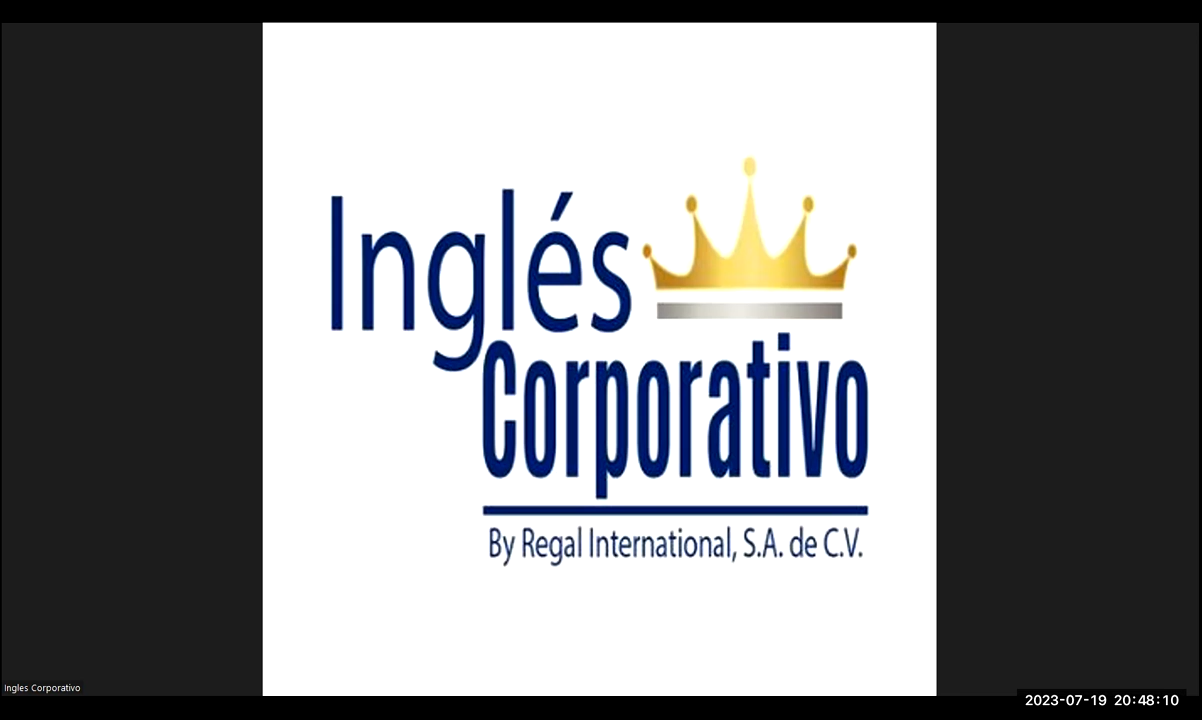 Inglés
Corporativo
By Regal International, S.A. de C.V.
Ingles Corporativo
2023-07-19 20:48:10